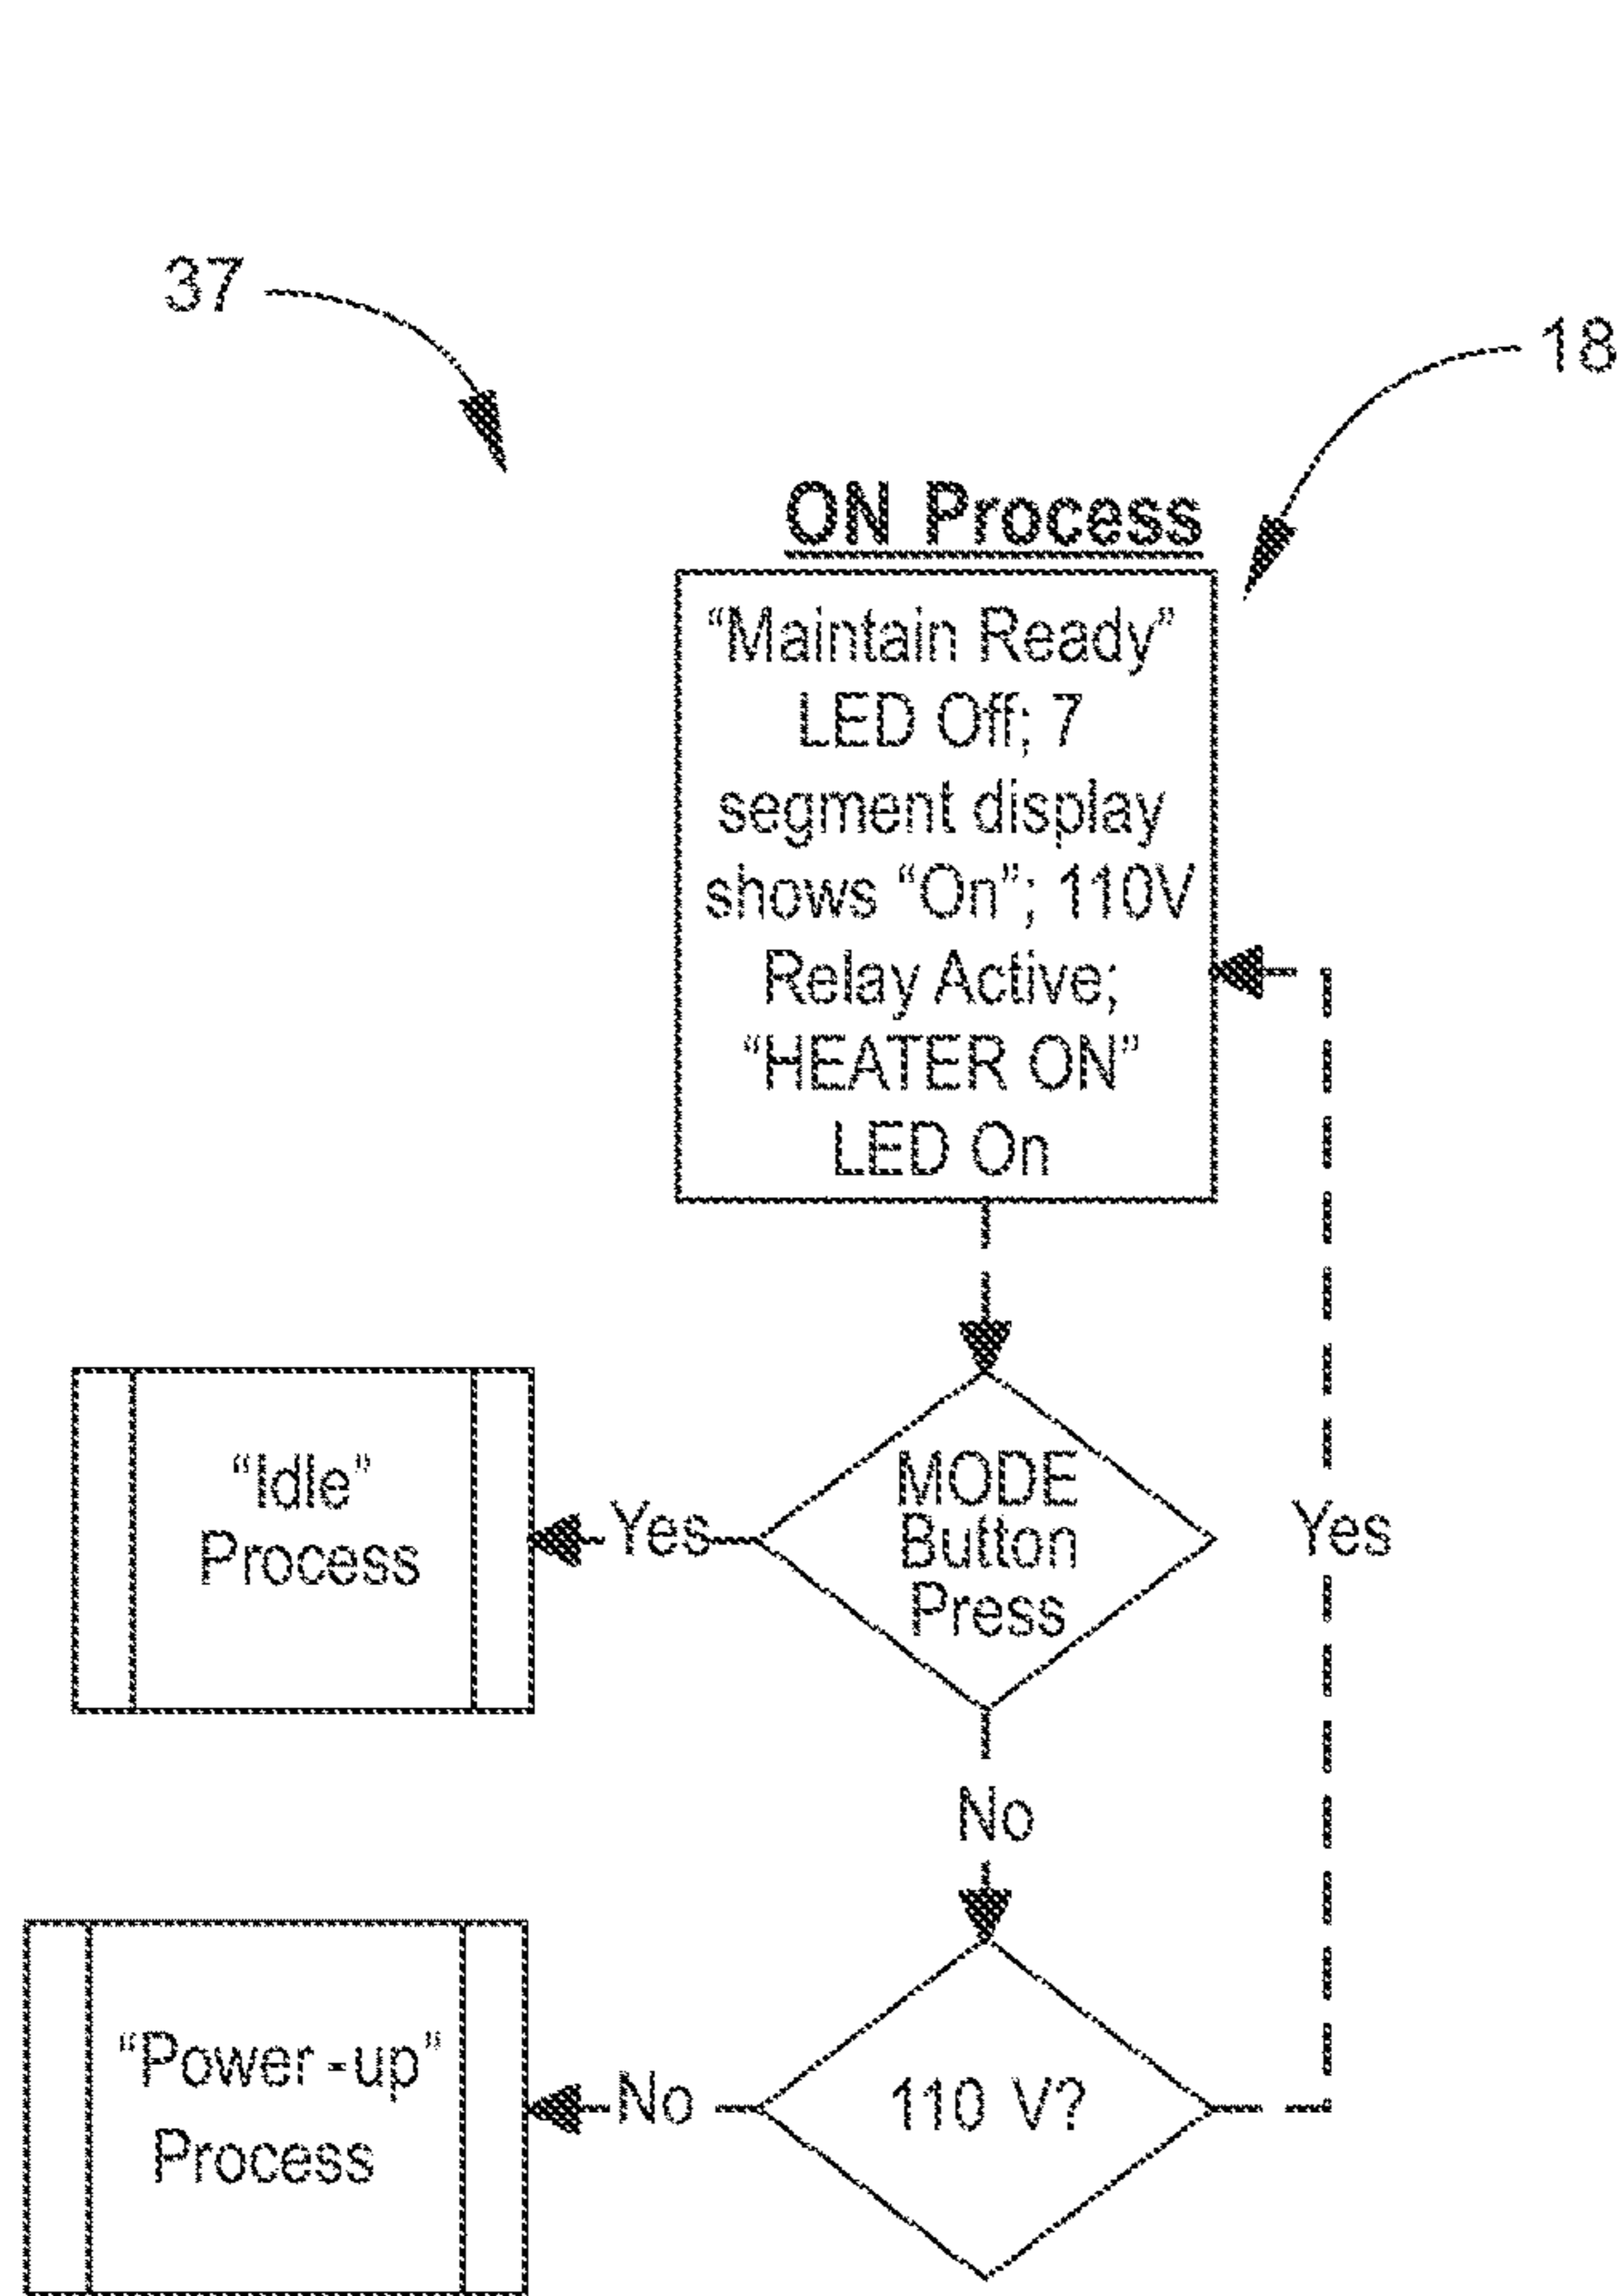 37
18
ON Process
“Maintain Ready”
LED Off; 7
segment display
shows “On”; 110V
Relay Active;
“HEATER ON”
LED On
“Idle”
Process
Yes
MODE
Button
Press
Yes
No
“Power-up”
Process
No
110 V?